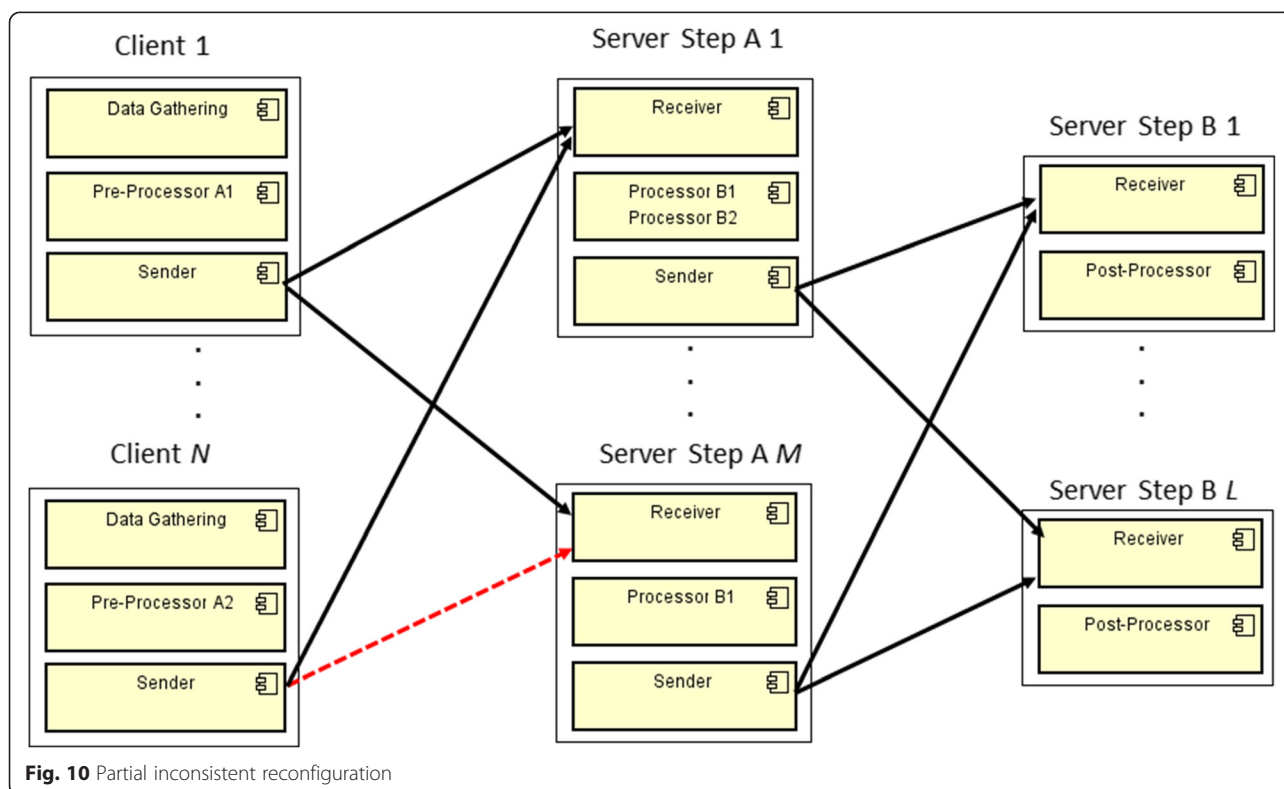 Client 1
Data Gathering
Pre-Processor A1
Sender
Client N
Data Gathering
Pre-Processor A2
Sender
Server Step A 1
Receiver
Processor B1
Processor B2
Sender
Server Step A M
Receiver
Processor B1
Sender
Server Step B 1
Receiver
Post-Processor
Server Step B L
Receiver
Post-Processor
Fig. 10 Partial inconsistent reconfiguration